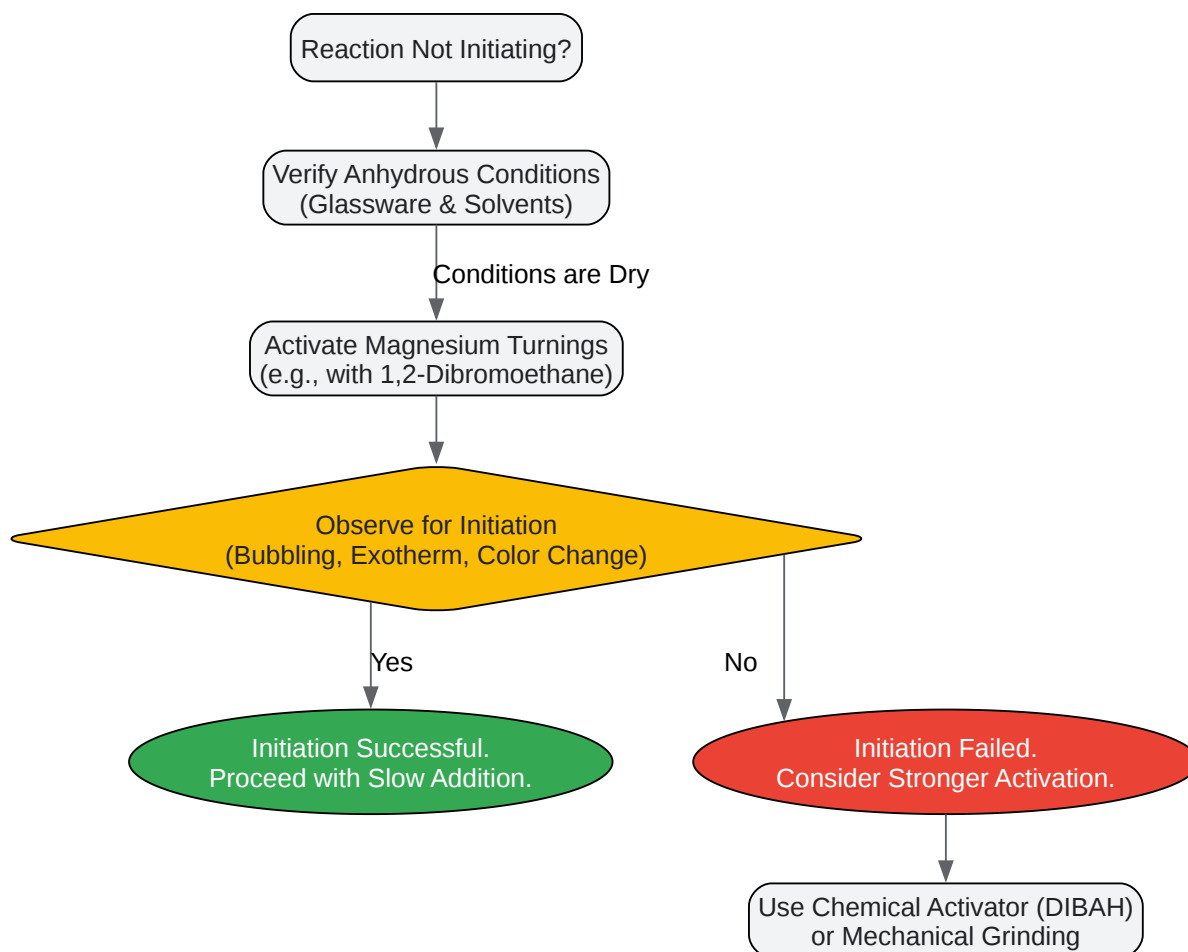 Reaction Not Initiating?
Verify Anhydrous Conditions
(Glassware & Solvents)
Conditions are Dry
Activate Magnesium Turnings
(e.g., with 1,2-Dibromoethane)
Observe for Initiation
(Bubbling, Exotherm, Color Change)
Yes
No
Initiation Successful.
Proceed with Slow Addition.
Initiation Failed.
Consider Stronger Activation.
Use Chemical Activator (DIBAH)
or Mechanical Grinding